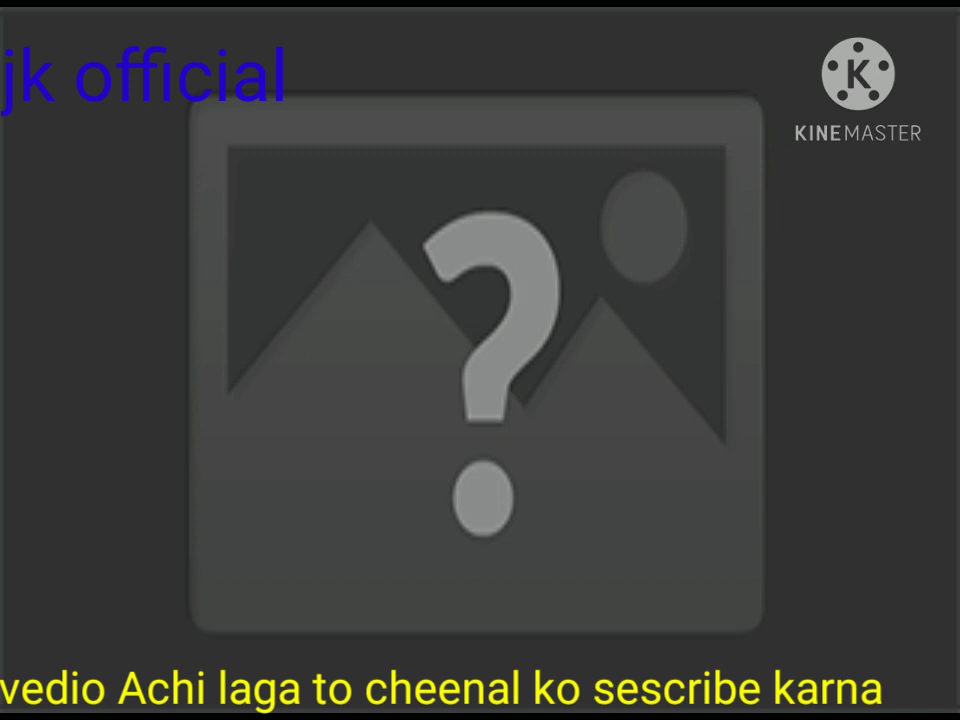 jk official
K
KINEMASTER
?
vedio Achi laga to cheenal ko sescribe karna